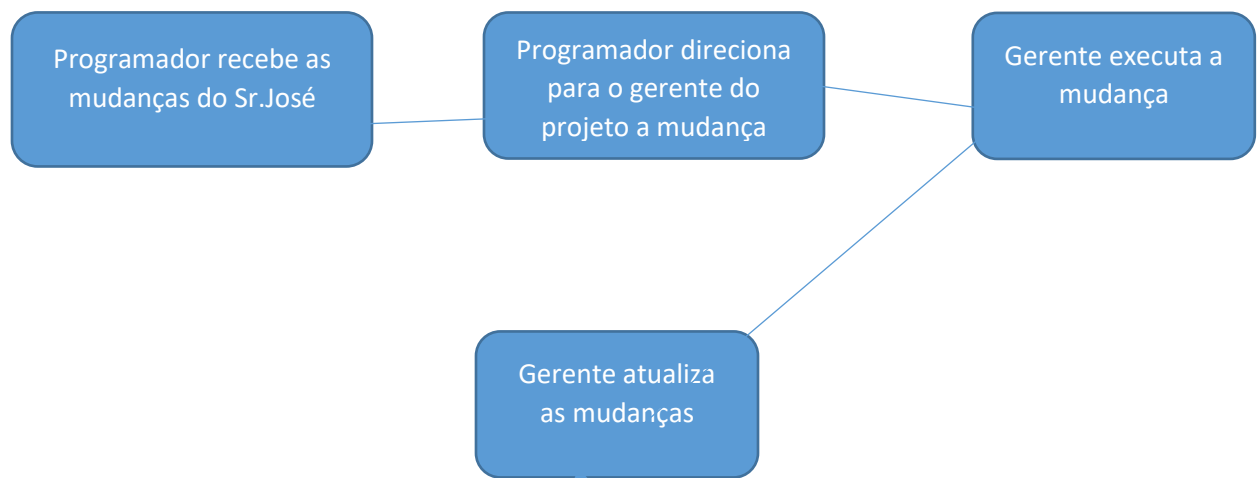 Programador recebe as
mudanças do Sr.José
Programador direciona
para o gerente do
projeto a mudança
Gerente executa a
mudança
Gerente atualiza
as mudanças